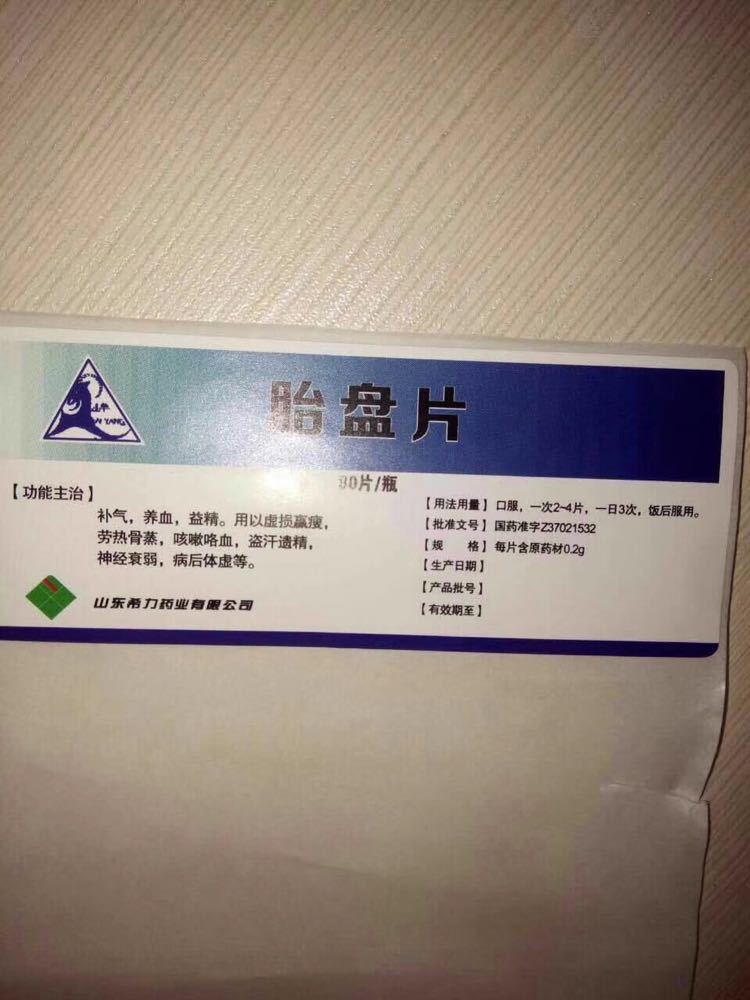 胎盘片
80片/瓶
【功能主治】
补气，养血，益精。用以虚损羸瘦，
劳热骨蒸，咳嗽咯血，盗汗遗精，
神经衰弱，病后体虚等。
山东希力药业有限公司
【用法用量】口服，一次2~4片，一日3次，饭后服用。
【批准文号】国药准字Z37021532
【规　　格】每片含原药材0.2g
【生产日期】
【产品批号】
【有效期至】